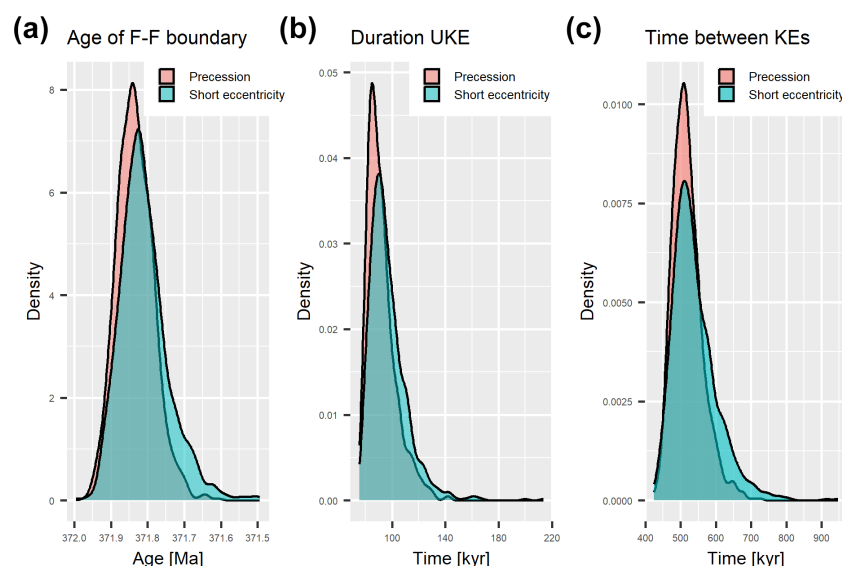 (a) Age of F-F boundary
Precession
Short eccentricity
Density
8
6
4
2
0
372.0 371.9 371.8 371.7 371.6 371.5
Age [Ma]
(b) Duration UKE
Precession
Short eccentricity
Density
0.05
0.04
0.03
0.02
0.01
0.00
100 140 180 220
Time [kyr]
(c) Time between KEs
Precession
Short eccentricity
Density
0.0100
0.0075
0.0050
0.0025
0.0000
400 500 600 700 800 900
Time [kyr]